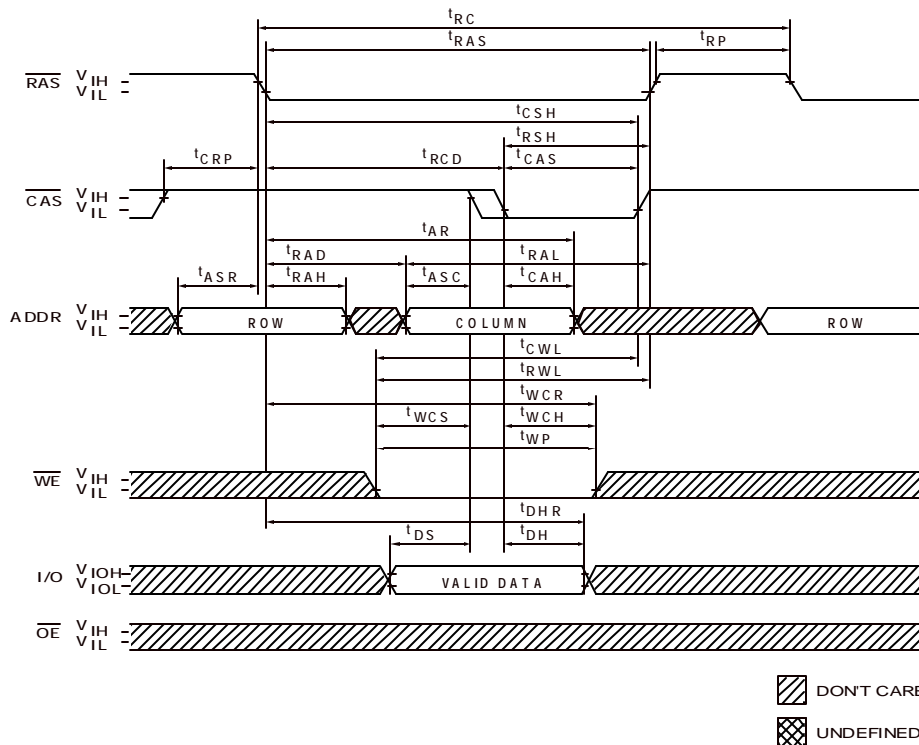 tRC
tRAS tRP
RAS VIH
VIL
tCSH
tRSH
tCRP tRCD tCAS
CAS VIH
VIL
tAR
tRAD tRAL
tASR tRAH tASC tCAH
ADDR VIH
VIL
ROW COLUMN ROW
tCWL
tRWL
tWCR
tWCS tWCH
tWP
WE VIH
VIL
tDHR
tDS tDH
I/O VIOH
VIOL
VALID DATA
OE VIH
VIL
DON'T CARE
UNDEFINED